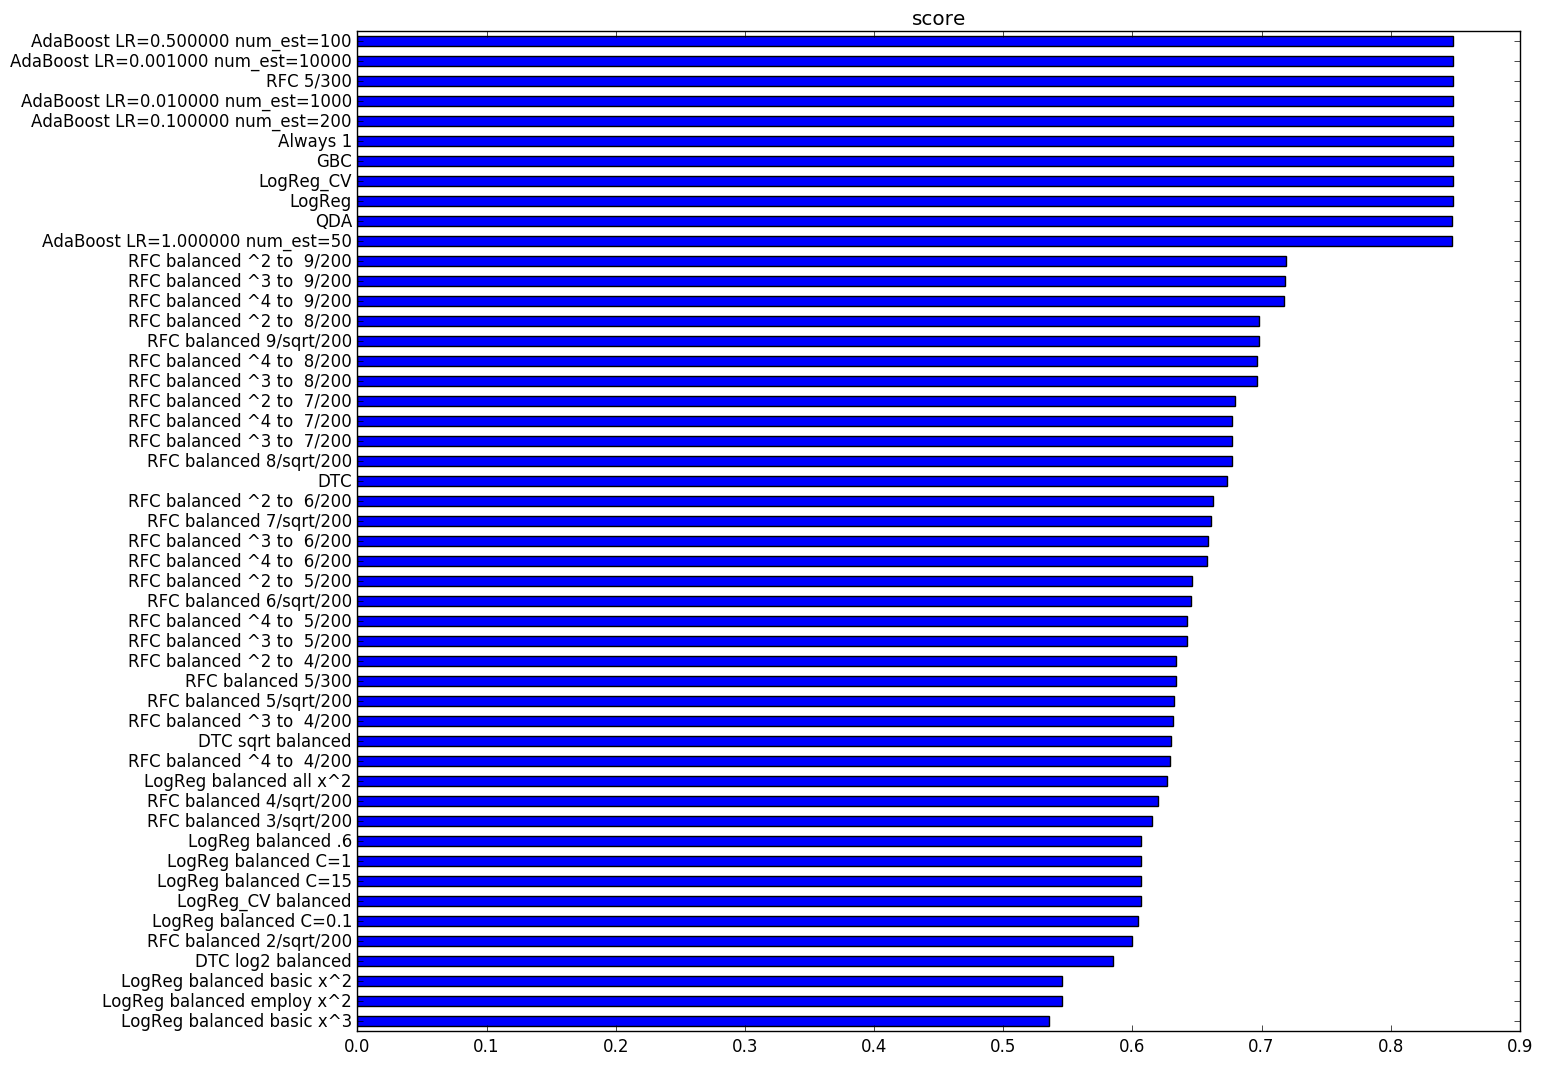 score
AdaBoost LR=0.500000 num_est=100
AdaBoost LR=0.001000 num_est=10000
RFC 5/300
AdaBoost LR=0.010000 num_est=1000
AdaBoost LR=0.100000 num_est=200
Always 1
GBC
LogReg_CV
LogReg
QDA
AdaBoost LR=1.000000 num_est=50
RFC balanced ^2 to  9/200
RFC balanced ^3 to  9/200
RFC balanced ^4 to  9/200
RFC balanced ^2 to  8/200
RFC balanced 9/sqrt/200
RFC balanced ^4 to  8/200
RFC balanced ^3 to  8/200
RFC balanced ^2 to  7/200
RFC balanced ^4 to  7/200
RFC balanced ^3 to  7/200
RFC balanced 8/sqrt/200
DTC
RFC balanced ^2 to  6/200
RFC balanced 7/sqrt/200
RFC balanced ^3 to  6/200
RFC balanced ^4 to  6/200
RFC balanced ^2 to  5/200
RFC balanced 6/sqrt/200
RFC balanced ^4 to  5/200
RFC balanced ^3 to  5/200
RFC balanced ^2 to  4/200
RFC balanced 5/300
RFC balanced 5/sqrt/200
RFC balanced ^3 to  4/200
DTC sqrt balanced
RFC balanced ^4 to  4/200
LogReg balanced all x^2
RFC balanced 4/sqrt/200
RFC balanced 3/sqrt/200
LogReg balanced .6
LogReg balanced C=1
LogReg balanced C=15
LogReg_CV balanced
LogReg balanced C=0.1
RFC balanced 2/sqrt/200
DTC log2 balanced
LogReg balanced basic x^2
LogReg balanced employ x^2
LogReg balanced basic x^3
0.0 0.1 0.2 0.3 0.4 0.5 0.6 0.7 0.8 0.9